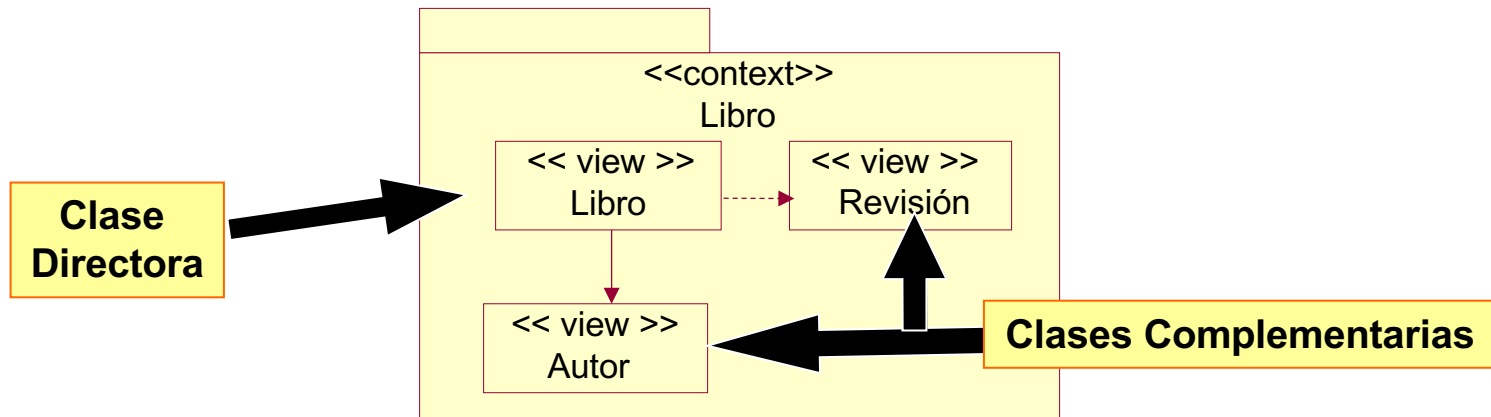 <<context>>
Libro
<< view >>
Libro
<< view >>
Revisión
Clase
Directora
<< view >>
Autor
Clases Complementarias